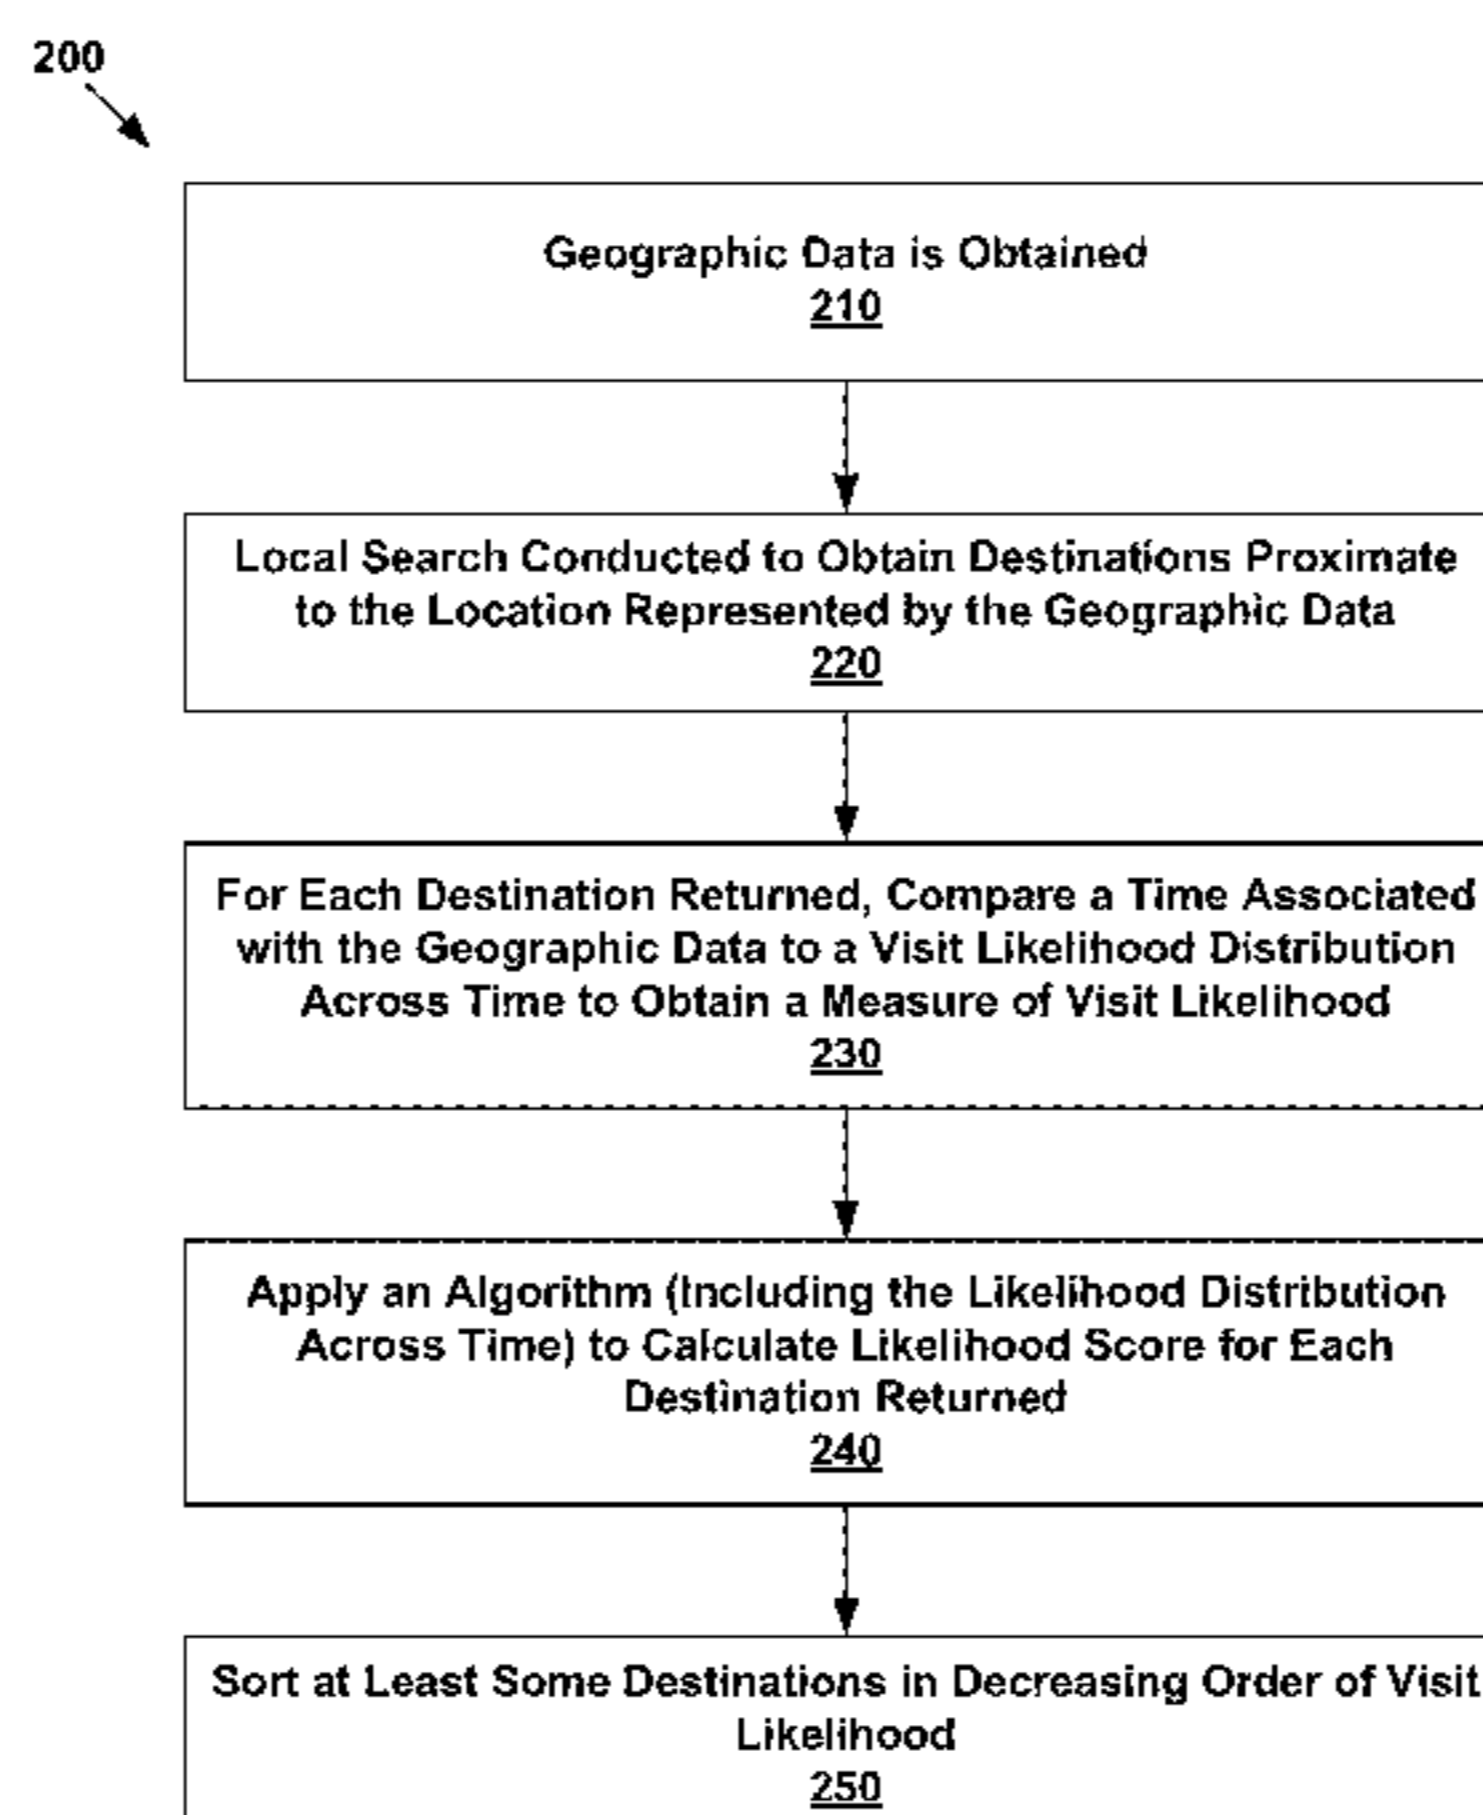 200
Geographic Data is Obtained
210
Local Search Conducted to Obtain Destinations Proximate
to the Location Represented by the Geographic Data
220
For Each Destination Returned, Compare a Time Associated
with the Geographic Data to a Visit Likelihood Distribution
Across Time to Obtain a Measure of Visit Likelihood
230
Apply an Algorithm (Including the Likelihood Distribution
Across Time) to Calculate Likelihood Score for Each
Destination Returned
240
Sort at Least Some Destinations in Decreasing Order of Visit
Likelihood
250